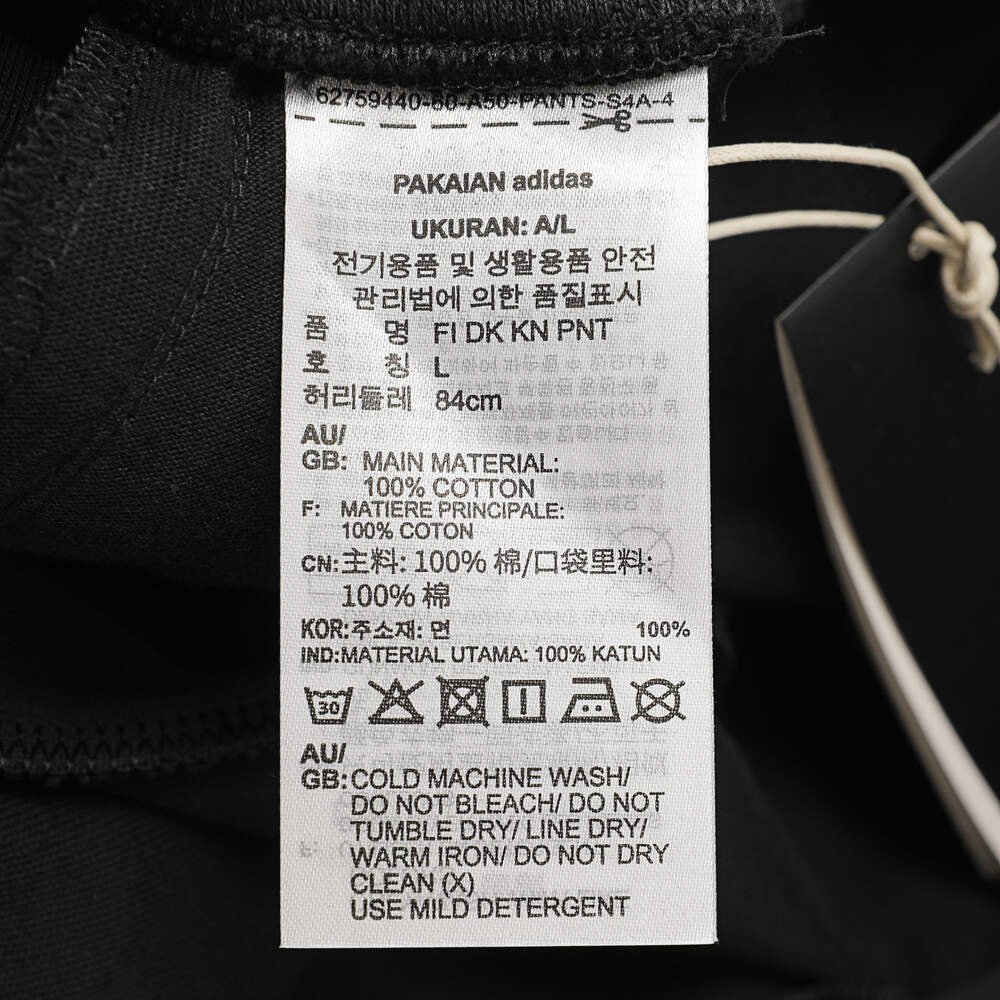 62759440-60-A50-PANTS-S4A-4
PAKAIAN adidas
UKURAN: A/L
전기용품 및 생활용품 안전
관리법에 의한 품질표시
품 명 FI DK KN PNT
호 칭 L
허리둘레 84cm
AU/
GB: MAIN MATERIAL:
100% COTTON
F: MATIERE PRINCIPALE:
100% COTON
CN: 主料: 100% 棉/口袋里料:
100% 棉
KOR: 주소재: 면 100%
IND: MATERIAL UTAMA: 100% KATUN
30
AU/
GB: COLD MACHINE WASH/
DO NOT BLEACH/ DO NOT
TUMBLE DRY/ LINE DRY/
WARM IRON/ DO NOT DRY
CLEAN (X)
USE MILD DETERGENT